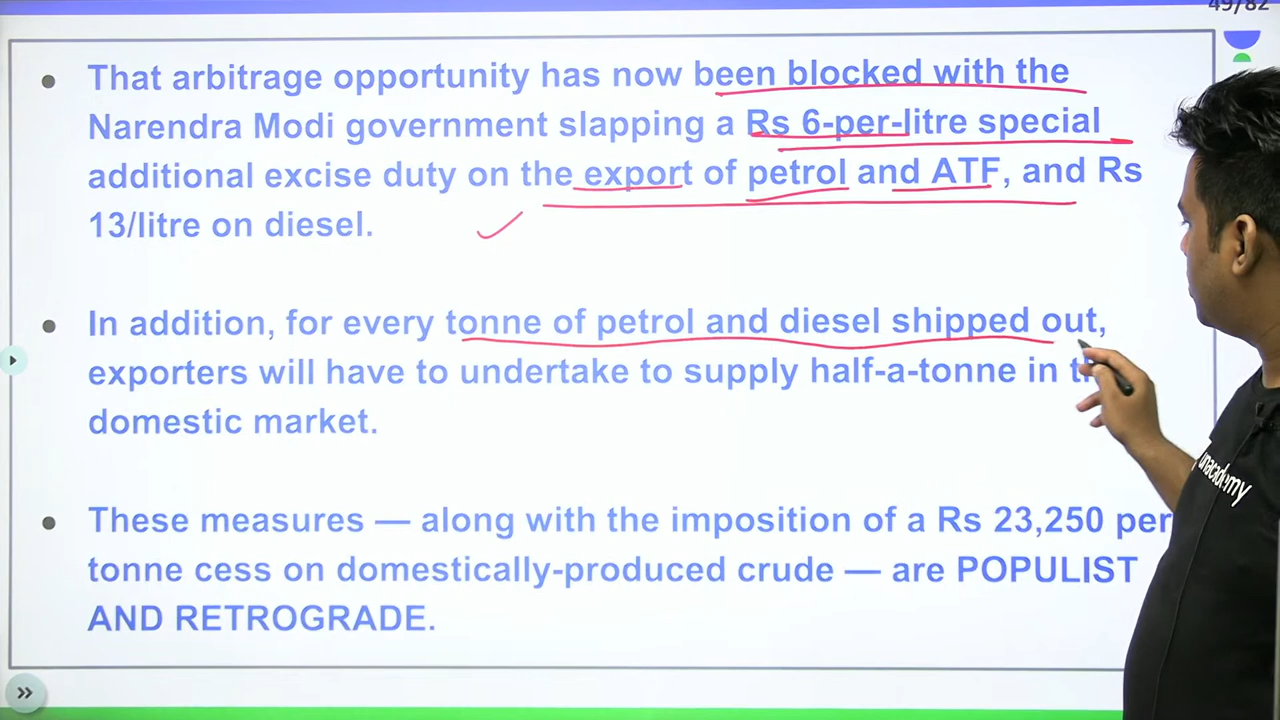 49/82
That arbitrage opportunity has now been blocked with the
Narendra Modi government slapping a Rs 6-per-litre special
additional excise duty on the export of petrol and ATF, and Rs
13/litre on diesel.
In addition, for every tonne of petrol and diesel shipped out,
exporters will have to undertake to supply half-a-tonne in
domestic market.
These measures — along with the imposition of a Rs 23,250 per
tonne cess on domestically-produced crude — are POPULIST
AND RETROGRADE.
unacademy